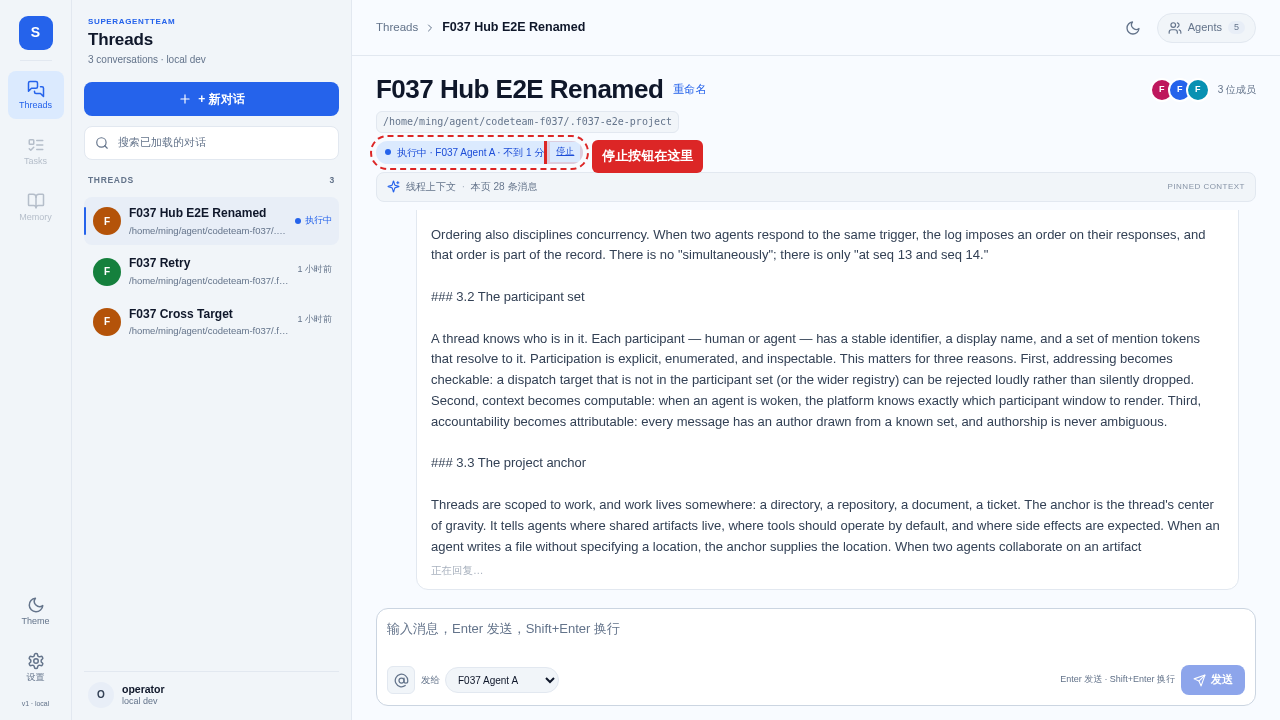 S
Threads
Tasks
Memory
Theme
设置
v1 · local
SUPERAGENTTEAM
Threads
3 conversations · local dev
+ 新对话
搜索已加载的对话
THREADS 3
F
F037 Hub E2E Renamed
/home/ming/agent/codeteam-f037/.…
执行中
F
F037 Retry
/home/ming/agent/codeteam-f037/.f…
1 小时前
F
F037 Cross Target
/home/ming/agent/codeteam-f037/.f…
1 小时前
O
operator
local dev
Threads
F037 Hub E2E Renamed
Agents 5
F037 Hub E2E Renamed 重命名
F F F 3 位成员
/home/ming/agent/codeteam-f037/.f037-e2e-project
执行中 · F037 Agent A · 不到 1 分
停止
停止按钮在这里
线程上下文 · 本页 28 条消息
PINNED CONTEXT
Ordering also disciplines concurrency. When two agents respond to the same trigger, the log imposes an order on their responses, and
that order is part of the record. There is no "simultaneously"; there is only "at seq 13 and seq 14."
### 3.2 The participant set
A thread knows who is in it. Each participant — human or agent — has a stable identifier, a display name, and a set of mention tokens
that resolve to it. Participation is explicit, enumerated, and inspectable. This matters for three reasons. First, addressing becomes
checkable: a dispatch target that is not in the participant set (or the wider registry) can be rejected loudly rather than silently dropped.
Second, context becomes computable: when an agent is woken, the platform knows exactly which participant window to render. Third,
accountability becomes attributable: every message has an author drawn from a known set, and authorship is never ambiguous.
### 3.3 The project anchor
Threads are scoped to work, and work lives somewhere: a directory, a repository, a document, a ticket. The anchor is the thread's center
of gravity. It tells agents where shared artifacts live, where tools should operate by default, and where side effects are expected. When an
agent writes a file without specifying a location, the anchor supplies the location. When two agents collaborate on an artifact
正在回复…
输入消息，Enter 发送，Shift+Enter 换行
发给 F037 Agent A
Enter 发送 · Shift+Enter 换行
发送